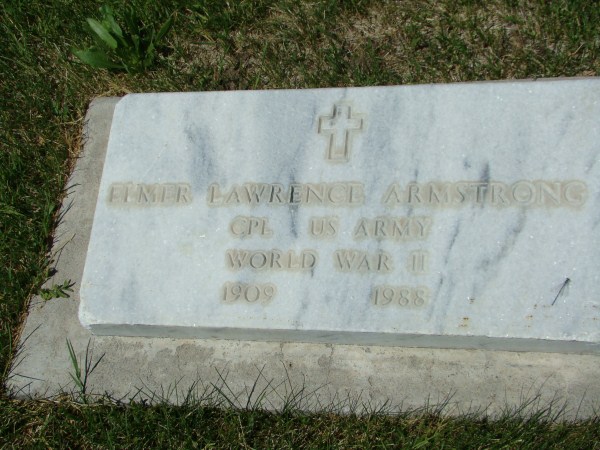 ELMER LAWRENCE ARMSTRONG
CPL US ARMY
WORLD WAR II
1909 1988